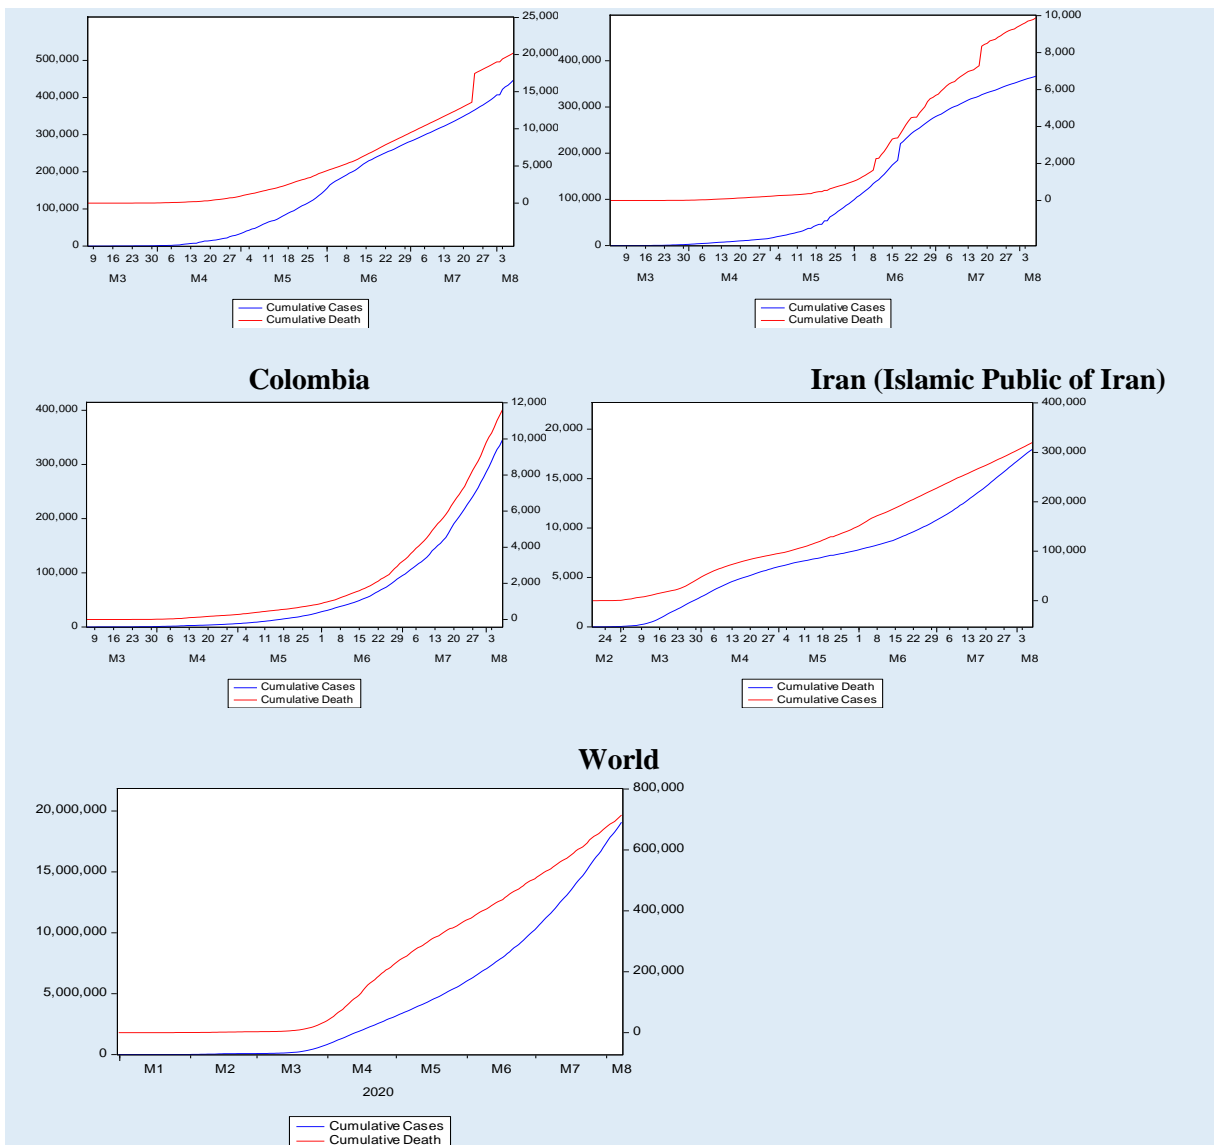 25,000
20,000
15,000
10,000
5,000
0
500,000
400,000
300,000
200,000
100,000
0
9 16 23 30 6 13 20 27 4 11 18 25 1 8 15 22 29 6 13 20 27 3
M3 M4 M5 M6 M7 M8
Cumulative Cases
Cumulative Death
10,000
8,000
6,000
4,000
2,000
0
400,000
300,000
200,000
100,000
0
9 16 23 30 6 13 20 27 4 11 18 25 1 8 15 22 29 6 13 20 27 3
M3 M4 M5 M6 M7 M8
Cumulative Cases
Cumulative Death
Colombia
Iran (Islamic Public of Iran)
12,000
10,000
8,000
6,000
4,000
2,000
0
400,000
300,000
200,000
100,000
0
9 16 23 30 6 13 20 27 4 11 18 25 1 8 15 22 29 6 13 20 27 3
M3 M4 M5 M6 M7 M8
Cumulative Cases
Cumulative Death
400,000
300,000
200,000
100,000
0
20,000
15,000
10,000
5,000
0
24 2 9 16 23 30 6 13 20 27 4 11 18 25 1 8 15 22 29 6 13 20 27 3
M2 M3 M4 M5 M6 M7 M8
Cumulative Death
Cumulative Cases
World
800,000
600,000
400,000
200,000
0
20,000,000
15,000,000
10,000,000
5,000,000
0
M1 M2 M3 M4 M5 M6 M7 M8
2020
Cumulative Cases
Cumulative Death